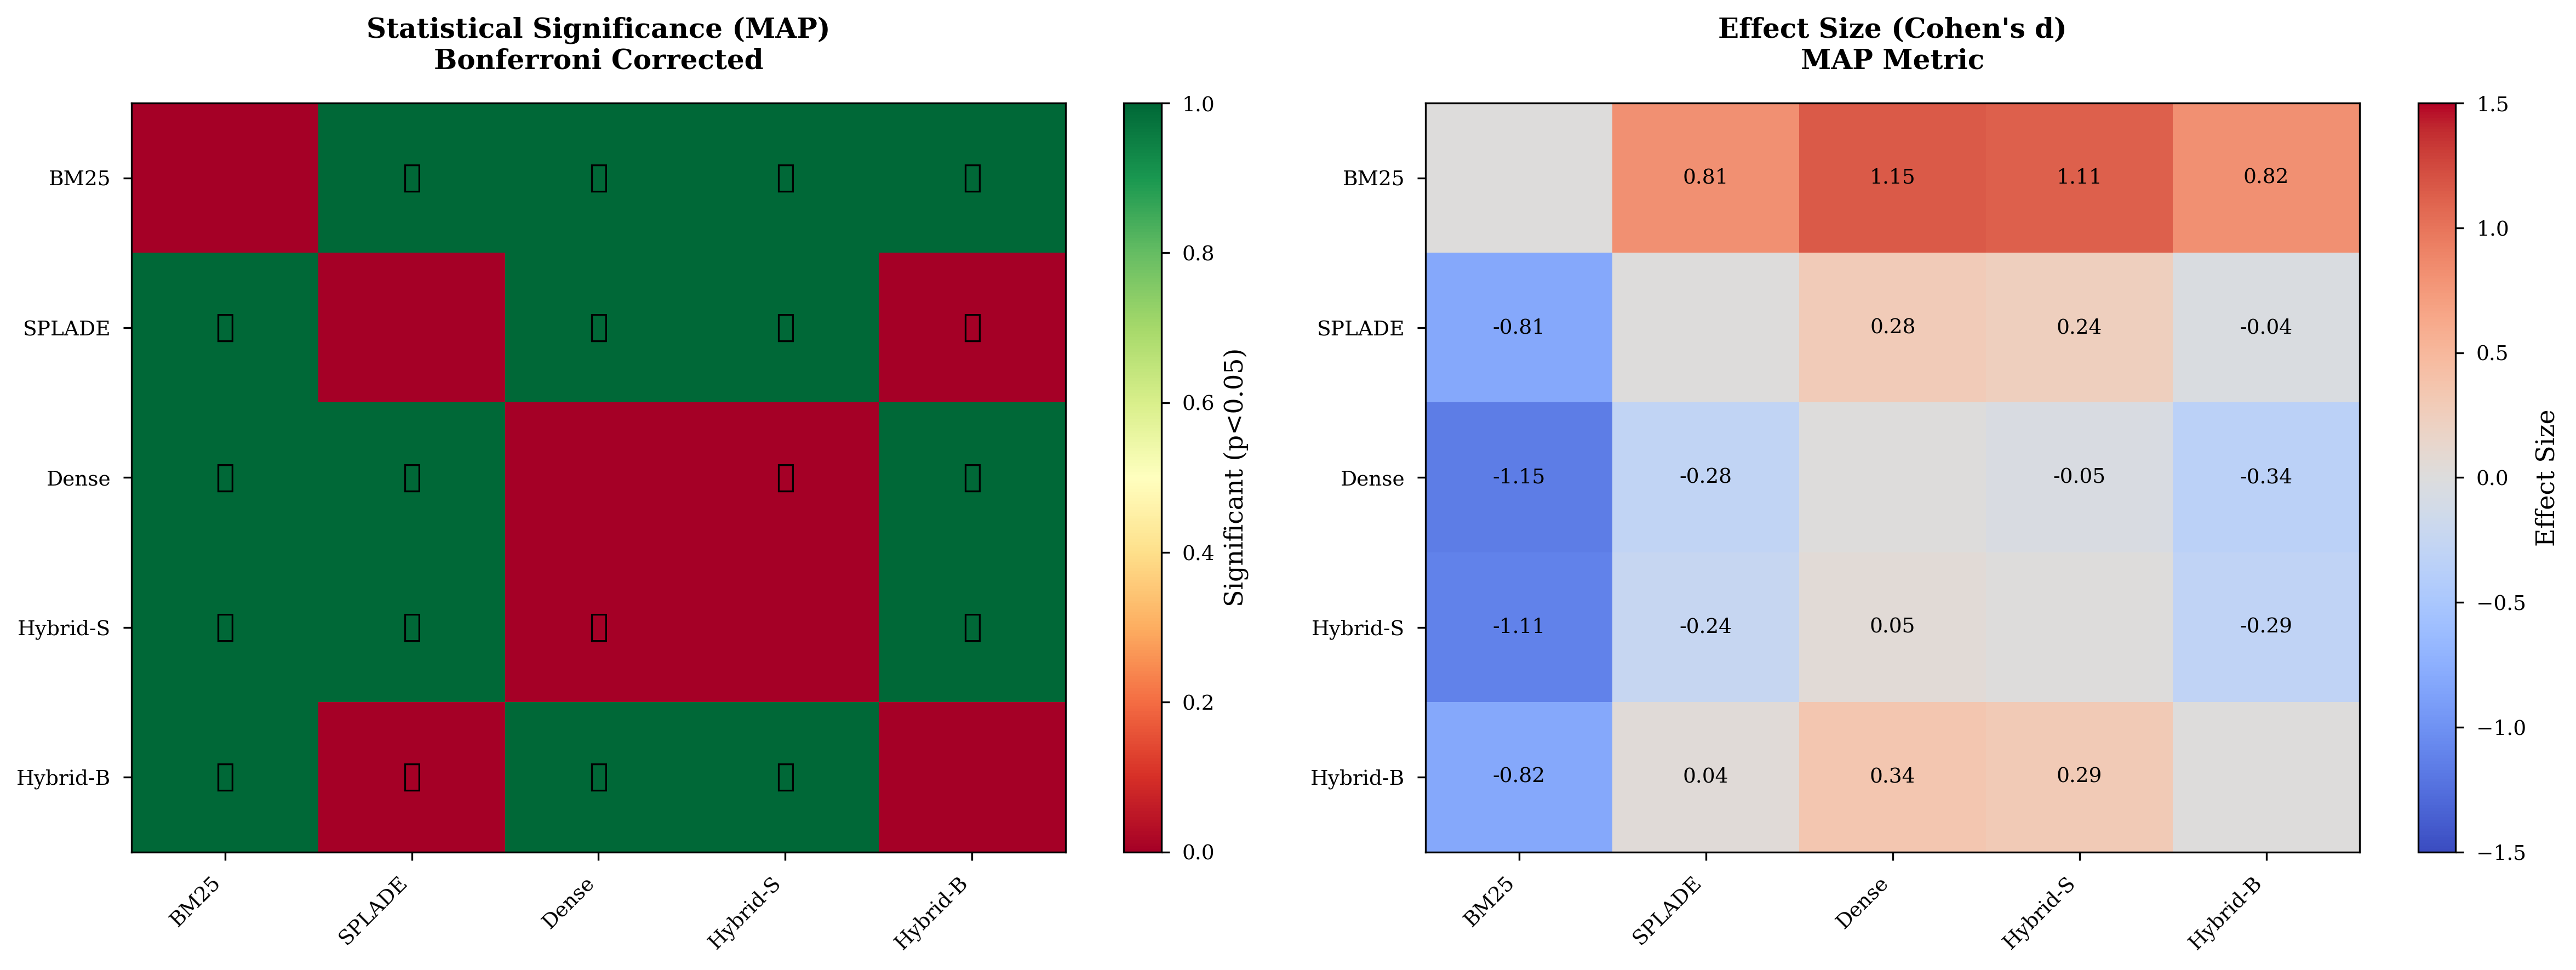 Statistical Significance (MAP)
Bonferroni Corrected
BM25
SPLADE
Dense
Hybrid-S
Hybrid-B
BM25
SPLADE
Dense
Hybrid-S
Hybrid-B
1.0
0.8
0.6
0.4
0.2
0.0
Significant (p<0.05)
Effect Size (Cohen's d)
MAP Metric
BM25 0.81 1.15 1.11 0.82
SPLADE -0.81 0.28 0.24 -0.04
Dense -1.15 -0.28 -0.05 -0.34
Hybrid-S -1.11 -0.24 0.05 -0.29
Hybrid-B -0.82 0.04 0.34 0.29
BM25
SPLADE
Dense
Hybrid-S
Hybrid-B
1.5
1.0
0.5
0.0
−0.5
−1.0
−1.5
Effect Size